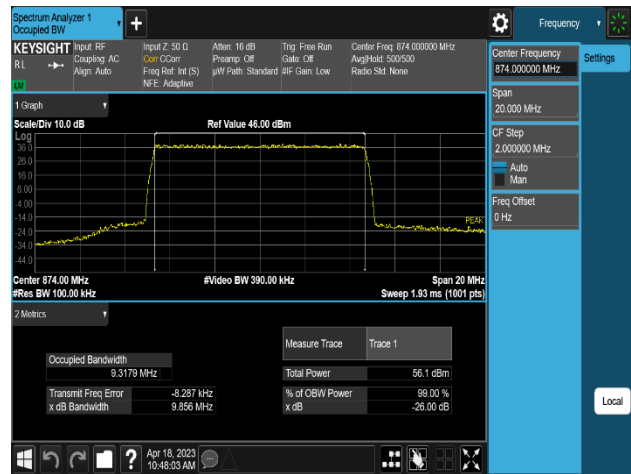 Spectrum Analyzer 1
Occupied BW
Frequency
KEYSIGHT
RL
Input: RF
Coupling: AC
Align: Auto
Input Z: 50 Ω
Corr CCorr
Freq Ref: Int (S)
NFE: Adaptive
Atten: 16 dB
Preamp: Off
µW Path: Standard
Trig: Free Run
Gate: Off
#IF Gain: Low
Center Freq: 874.000000 MHz
Avg|Hold: 500/500
Radio Std: None
Center Frequency
874.000000 MHz
Settings
Span
20.000 MHz
CF Step
2.000000 MHz
Auto
Man
Freq Offset
0 Hz
1 Graph
Scale/Div 10.0 dB
Ref Value 46.00 dBm
Log
36.0
26.0
16.0
6.00
-4.00
-14.0
-24.0
-34.0
-44.0
PEAK
Center 874.00 MHz
#Res BW 100.00 kHz
#Video BW 390.00 kHz
Span 20 MHz
Sweep 1.93 ms (1001 pts)
2 Metrics
Measure Trace
Trace 1
Occupied Bandwidth
9.3179 MHz
Total Power
56.1 dBm
Transmit Freq Error
-8.287 kHz
% of OBW Power
99.00 %
x dB Bandwidth
9.856 MHz
x dB
-26.00 dB
Local
?
Apr 18, 2023
10:48:03 AM